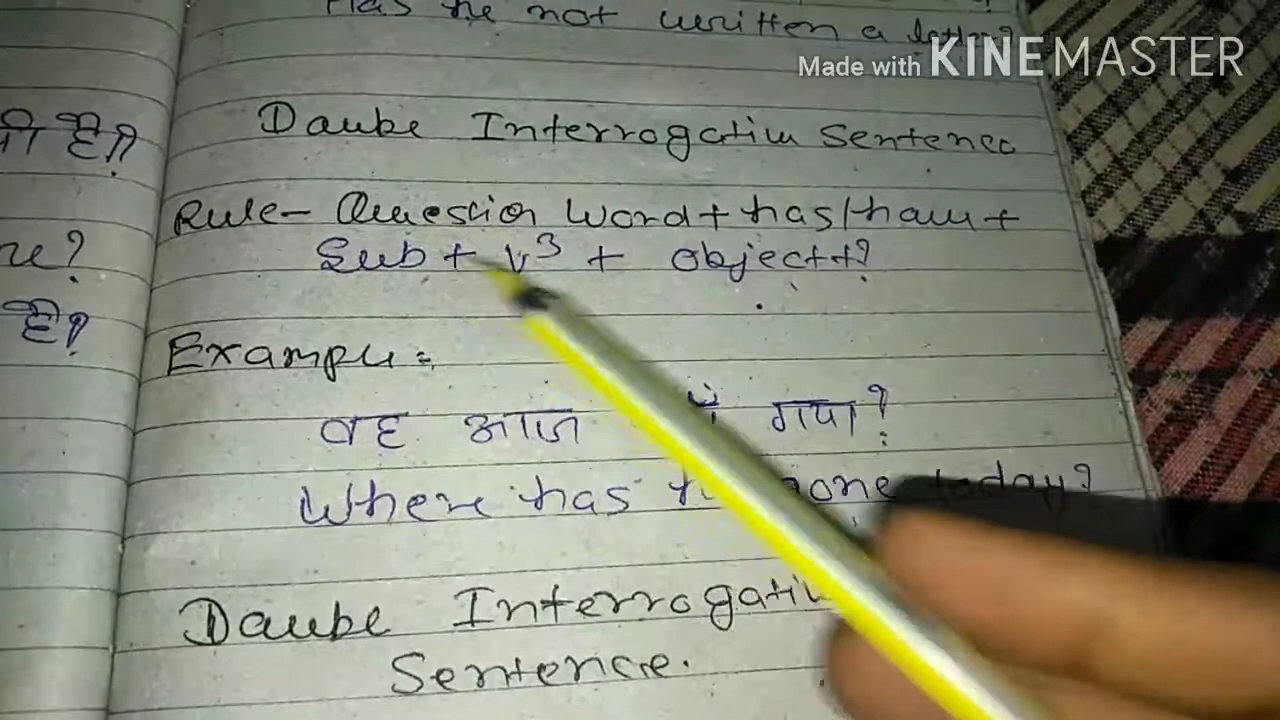 Has he not written a letter?
Made with KINEMASTER
Daube Interrogative Sentence
Rule- Question word + has/have +
Sub + V3 + Object+?
Example:
वह आज गया?
Where has gone today?
Daube Interrogative
Sentence.
है?